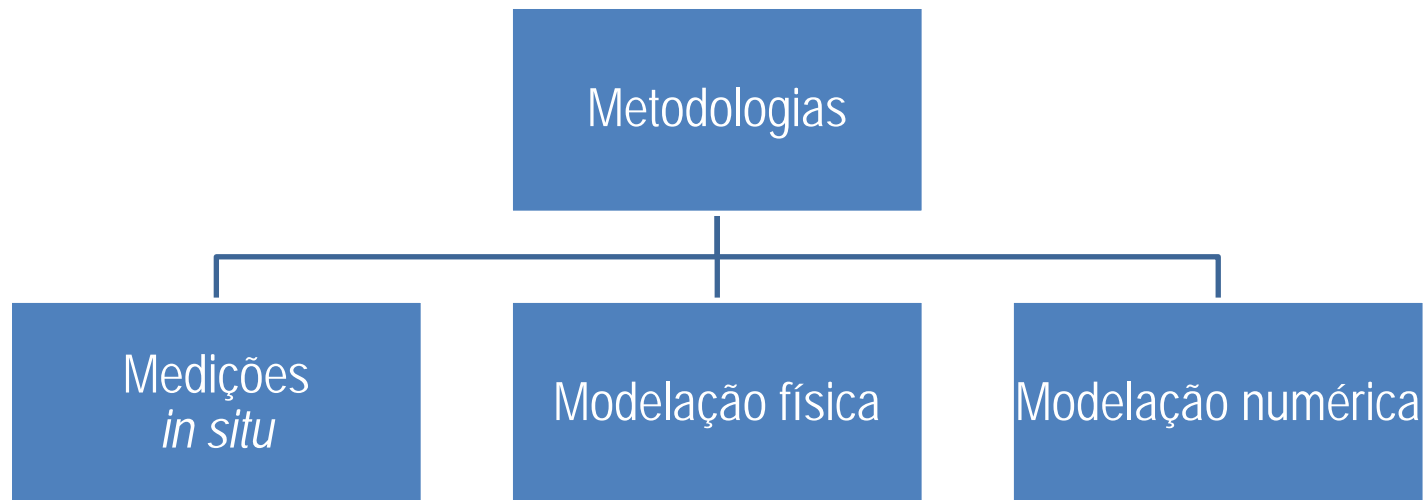 Metodologias
Medições
in situ
Modelação física
Modelação numérica